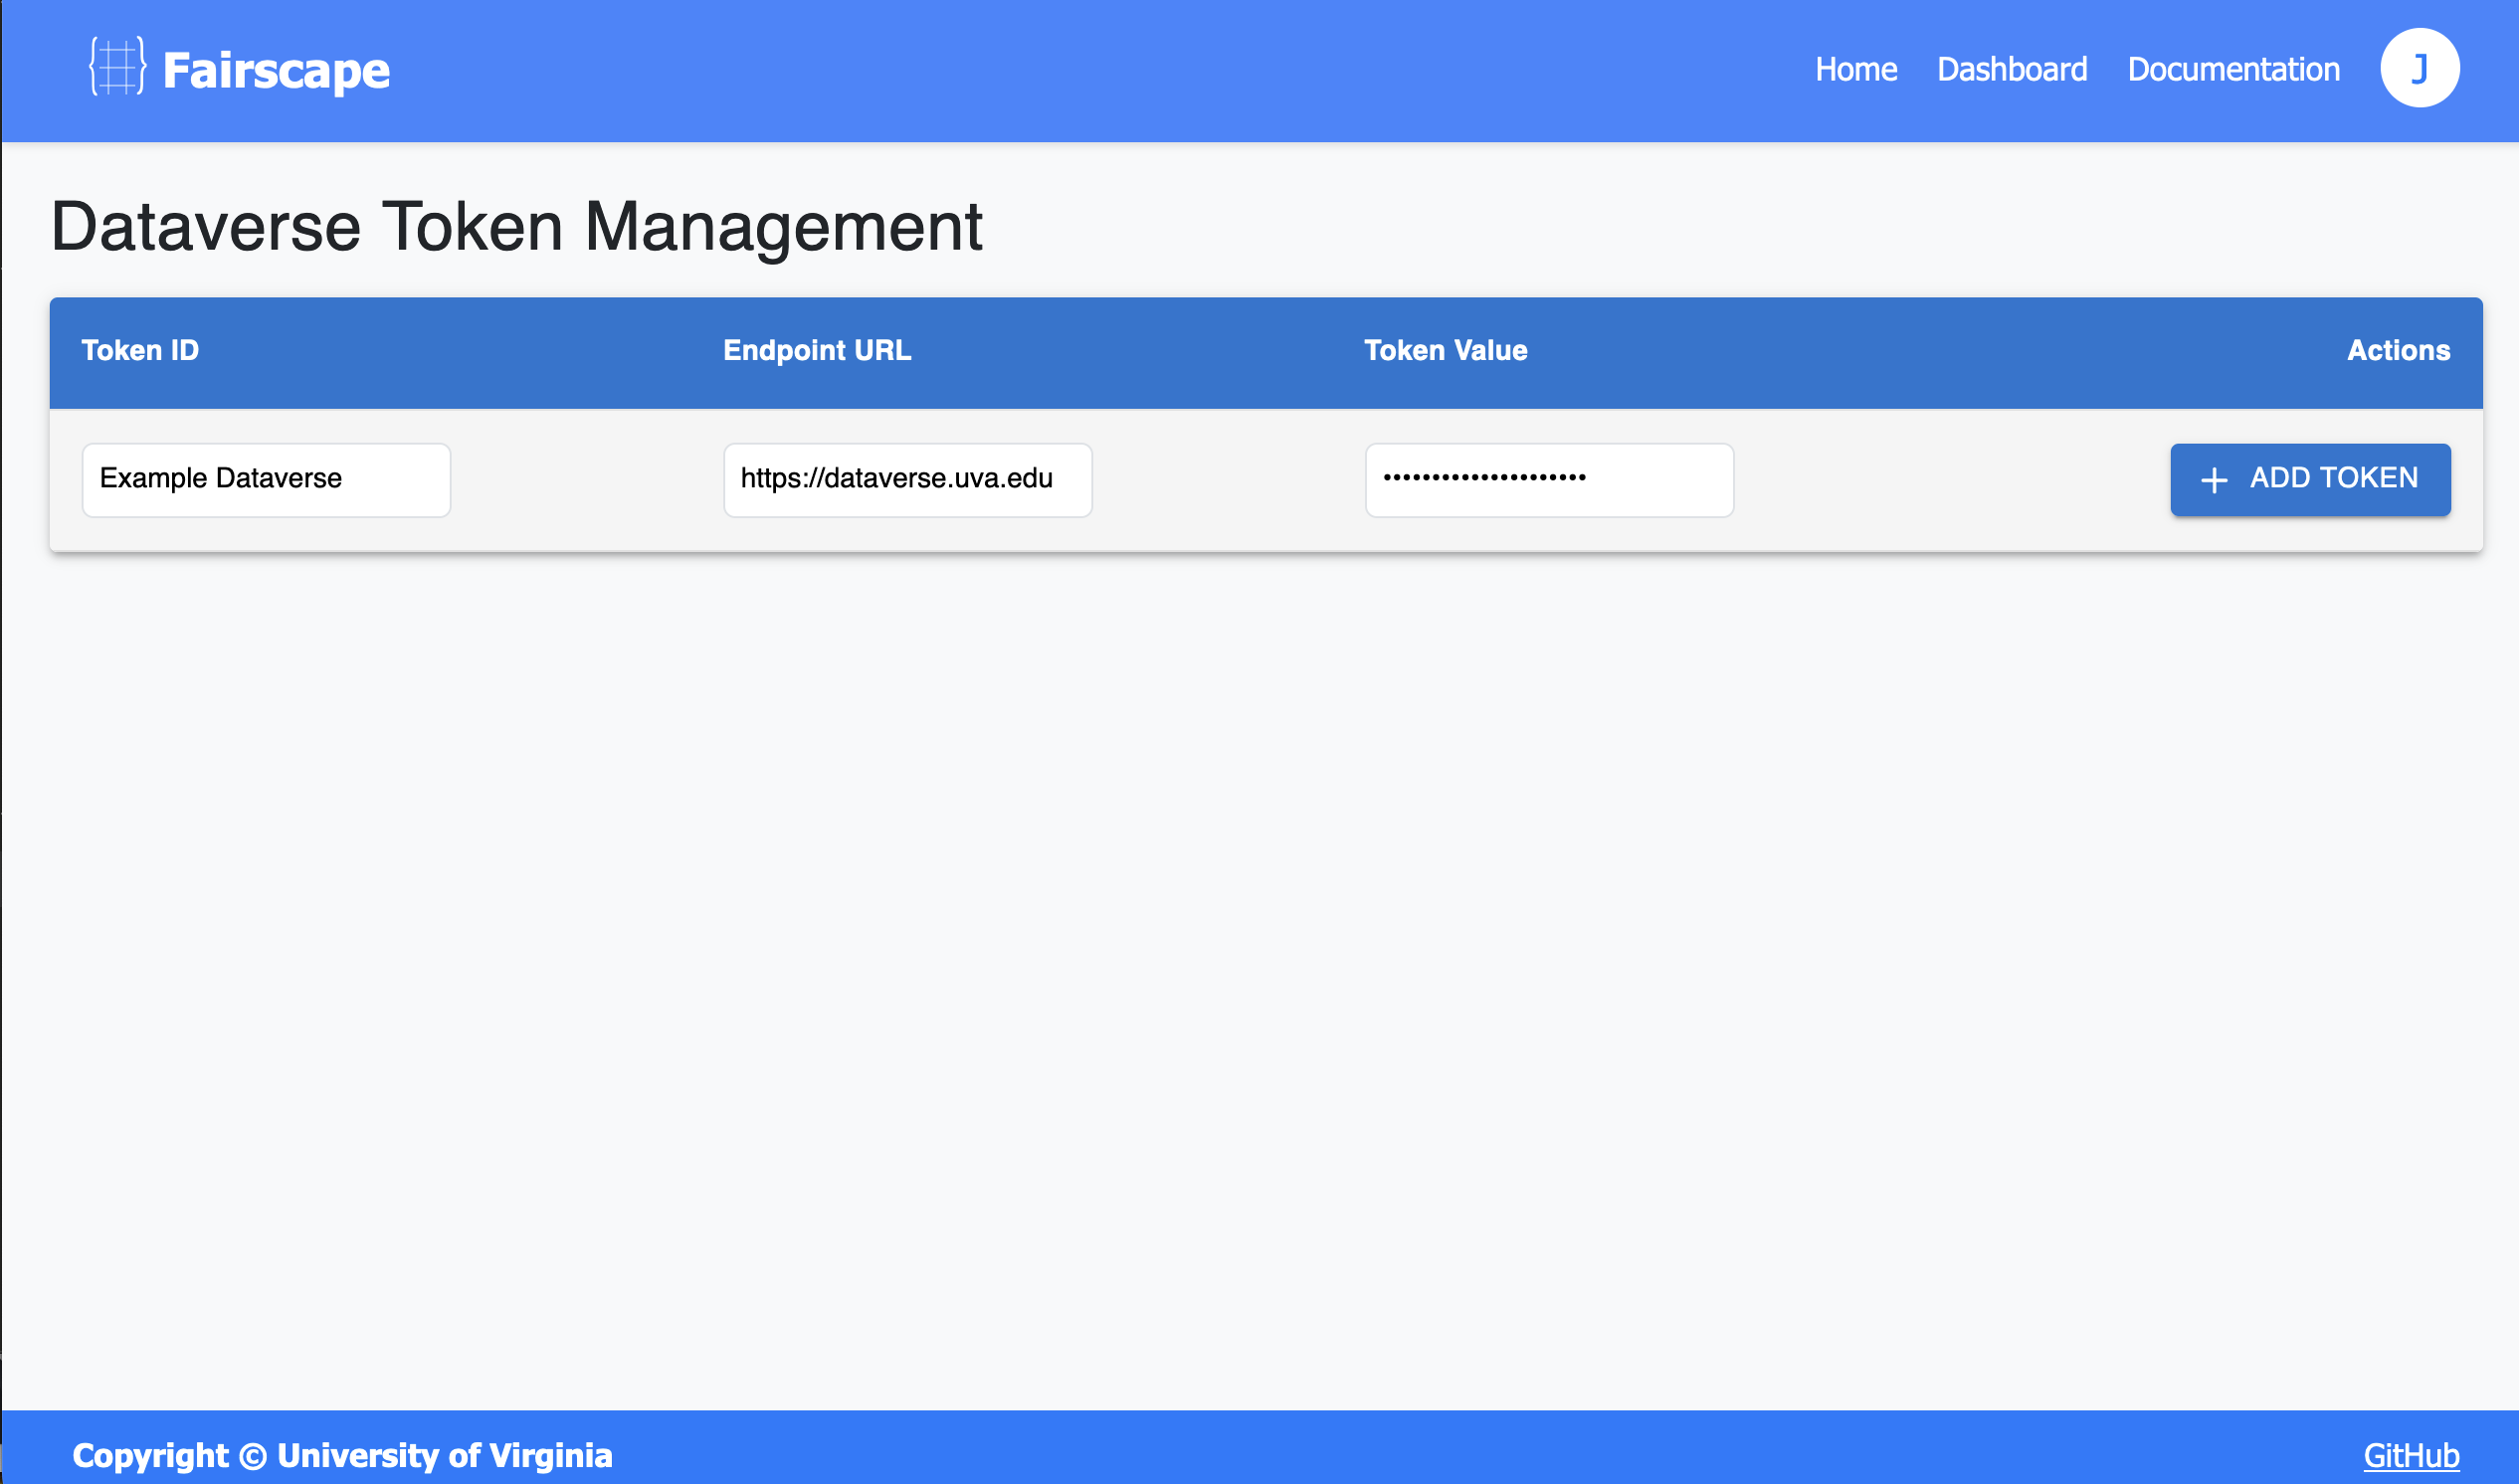 Fairscape
Home Dashboard Documentation J
Dataverse Token Management
Token ID Endpoint URL Token Value Actions
Example Dataverse https://dataverse.uva.edu ••••••••••••••••••••• + ADD TOKEN
Copyright © University of Virginia GitHub